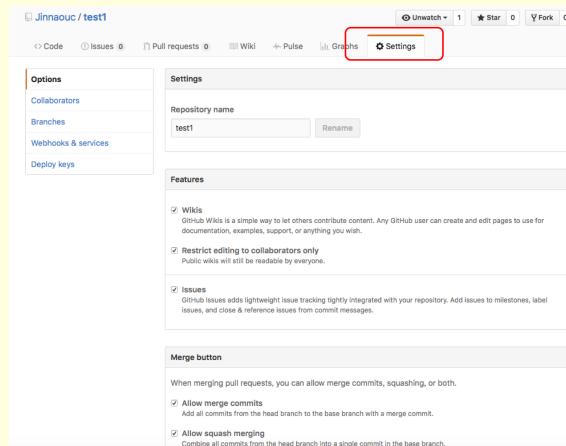 Jinnaouc / test1
Unwatch 1 Star 0 Fork 0
Code Issues 0 Pull requests 0 Wiki Pulse Graphs Settings
Options
Collaborators
Branches
Webhooks & services
Deploy keys
Settings
Repository name
test1 Rename
Features
Wikis
GitHub Wikis is a simple way to let others contribute content. Any GitHub user can create and edit pages to use for
documentation, examples, support, or anything you wish.
Restrict editing to collaborators only
Public wikis will still be readable by everyone.
Issues
GitHub Issues adds lightweight issue tracking tightly integrated with your repository. Add issues to milestones, label
issues, and close & reference issues from commit messages.
Merge button
When merging pull requests, you can allow merge commits, squashing, or both.
Allow merge commits
Add all commits from the head branch to the base branch with a merge commit.
Allow squash merging
Combine all commits from the head branch into a single commit in the base branch.